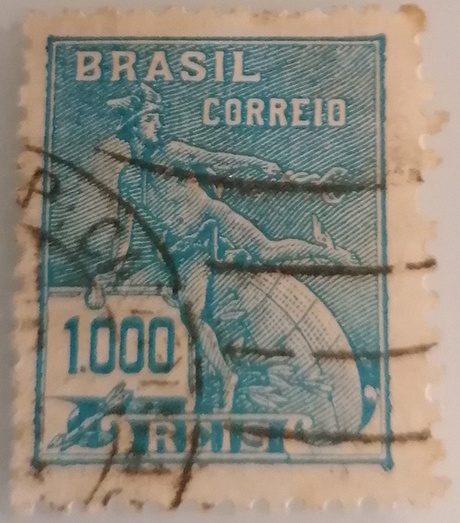 BRASIL
CORREIO
1.000
REIS